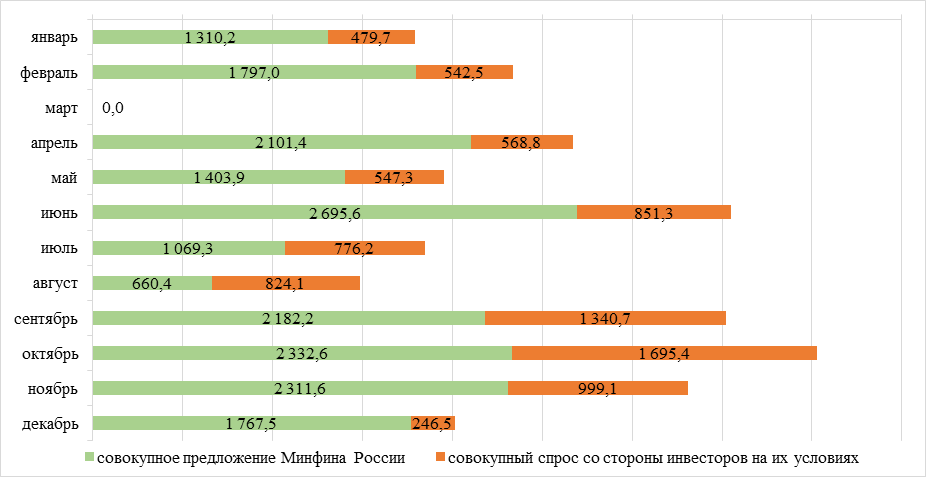 январь 1 310,2 479,7
февраль 1 797,0 542,5
март 0,0
апрель 2 101,4 568,8
май 1 403,9 547,3
июнь 2 695,6 851,3
июль 1 069,3 776,2
август 660,4 824,1
сентябрь 2 182,2 1 340,7
октябрь 2 332,6 1 695,4
ноябрь 2 311,6 999,1
декабрь 1 767,5 246,5
совокупное предложение Минфина России совокупный спрос со стороны инвесторов на их условиях